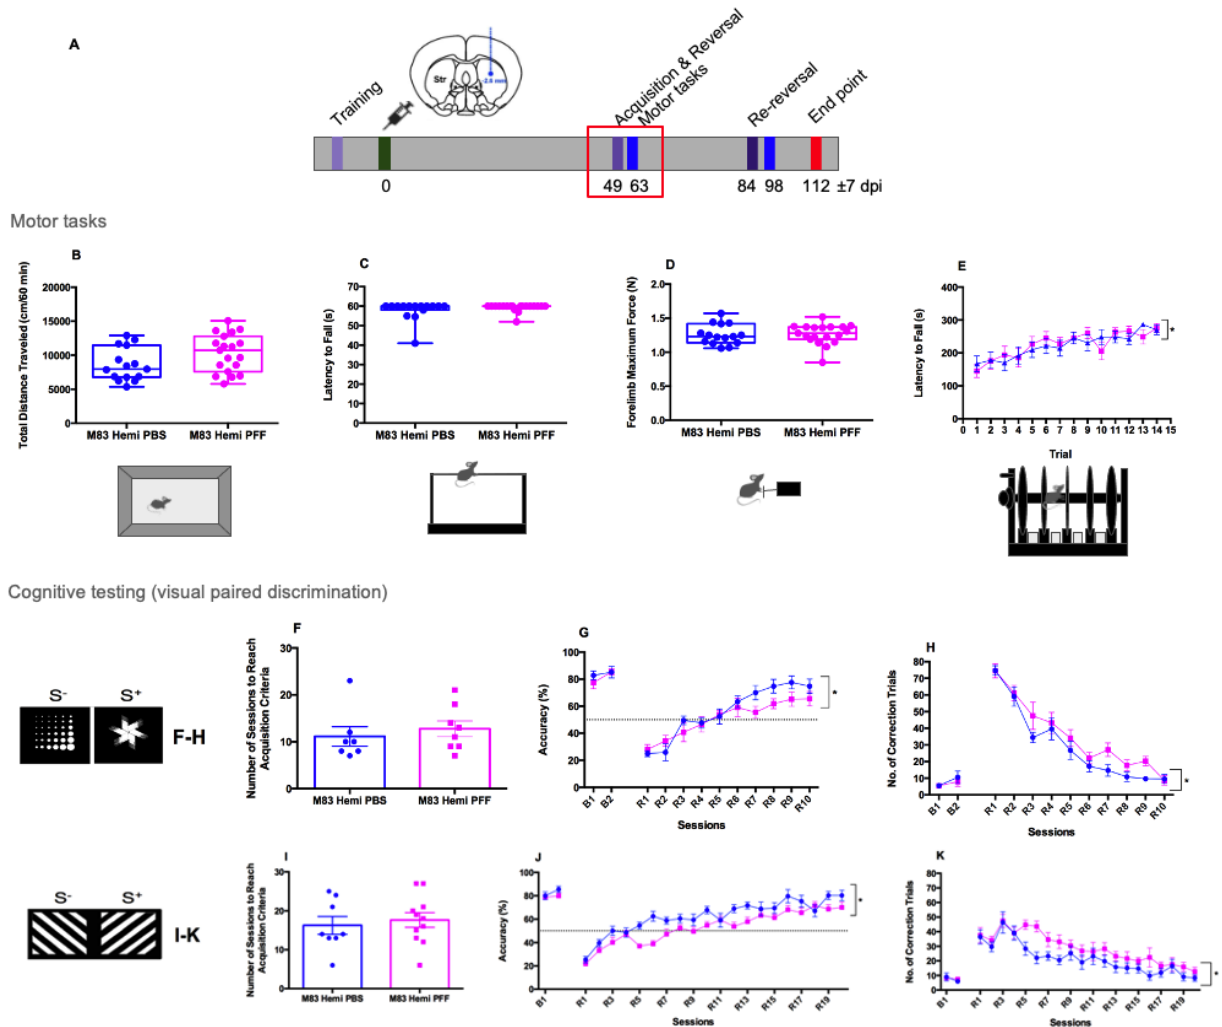 A
Training
Acquisition & Reversal
Motor tasks
Re-reversal
End point
Str
-2.6 mm
0
49 63
84 98
112 ±7 dpi
Motor tasks
B
Total Distance Traveled (cm/60 min)
20000
15000
10000
5000
0
M83 Hemi PBS M83 Hemi PFF
C
Latency to Fall (s)
70
60
50
40
30
20
10
0
M83 Hemi PBS M83 Hemi PFF
D
Forelimb Maximum Force (N)
2.0
1.5
1.0
0.5
0.0
M83 Hemi PBS M83 Hemi PFF
E
Latency to Fall (s)
400
300
200
100
0
0 1 2 3 4 5 6 7 8 9 10 11 12 13 14 15
Trial
*
Cognitive testing (visual paired discrimination)
S- S+
F-H
F
Number of Sessions to Reach
Acquisition Criteria
30
20
10
0
M83 Hemi PBS M83 Hemi PFF
G
Accuracy (%)
100
80
60
40
20
0
B1 B2 R1 R2 R3 R4 R5 R6 R7 R8 R9 R10
Sessions
*
H
No. of Correction Trials
80
70
60
50
40
30
20
10
0
B1 B2 R1 R2 R3 R4 R5 R6 R7 R8 R9 R10
Sessions
*
S- S+
I-K
I
Number of Sessions to Reach
Acquisition Criteria
30
20
10
0
M83 Hemi PBS M83 Hemi PFF
J
Accuracy (%)
100
80
60
40
20
0
B1 R1 R3 R5 R7 R9 R11 R13 R15 R17 R19
Sessions
*
K
No. of Correction Trials
80
70
60
50
40
30
20
10
0
B1 R1 R3 R5 R7 R9 R11 R13 R15 R17 R19
Sessions
*